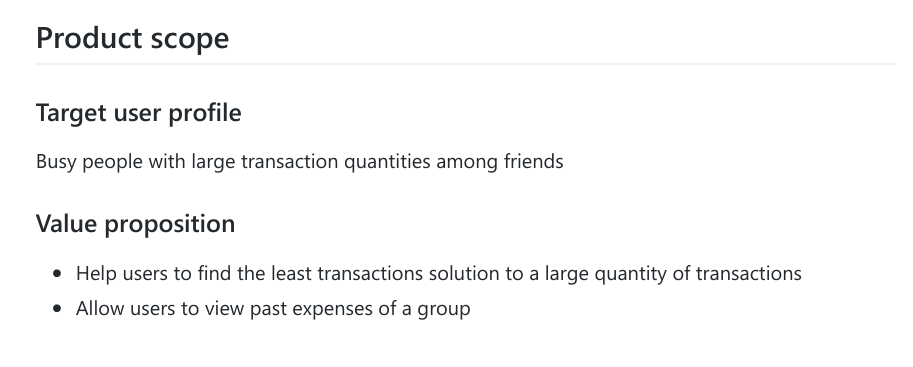 Product scope
Target user profile
Busy people with large transaction quantities among friends
Value proposition
• Help users to find the least transactions solution to a large quantity of transactions
• Allow users to view past expenses of a group